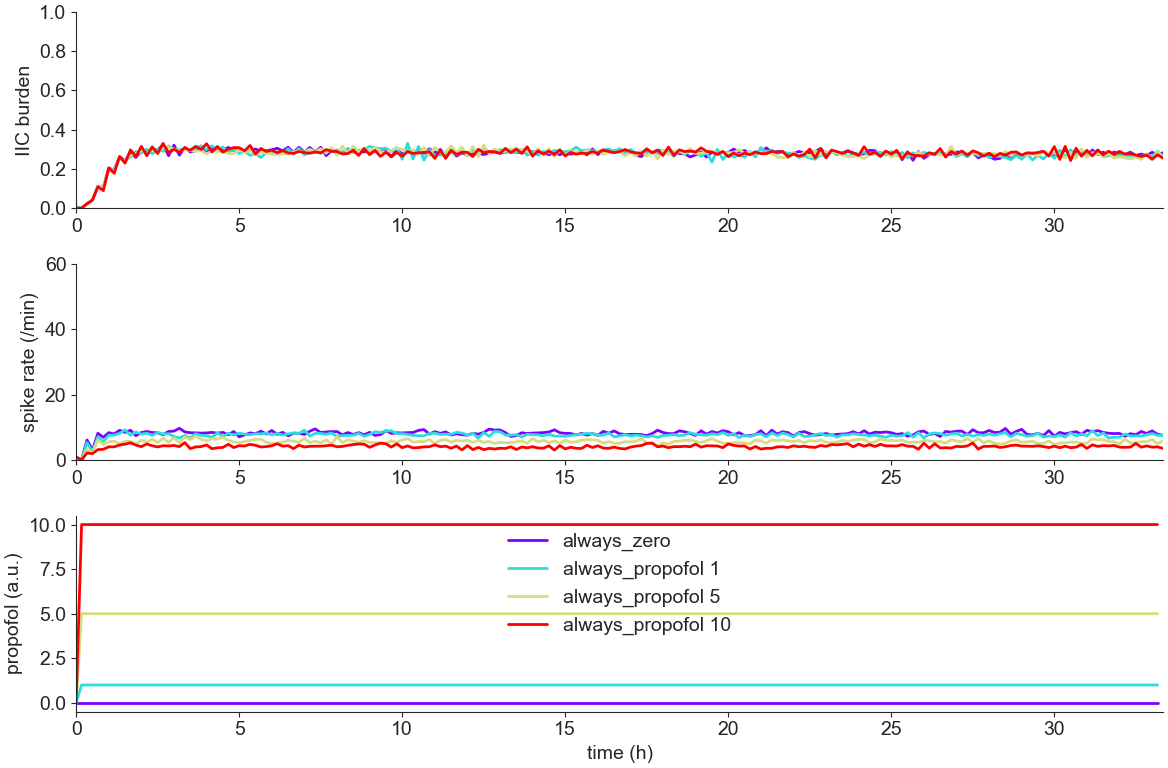 IIC burden
1.0
0.8
0.6
0.4
0.2
0.0
0 5 10 15 20 25 30
spike rate (/min)
60
40
20
0
0 5 10 15 20 25 30
propofol (a.u.)
10.0
7.5
5.0
2.5
0.0
always_zero
always_propofol 1
always_propofol 5
always_propofol 10
0 5 10 15 20 25 30
time (h)